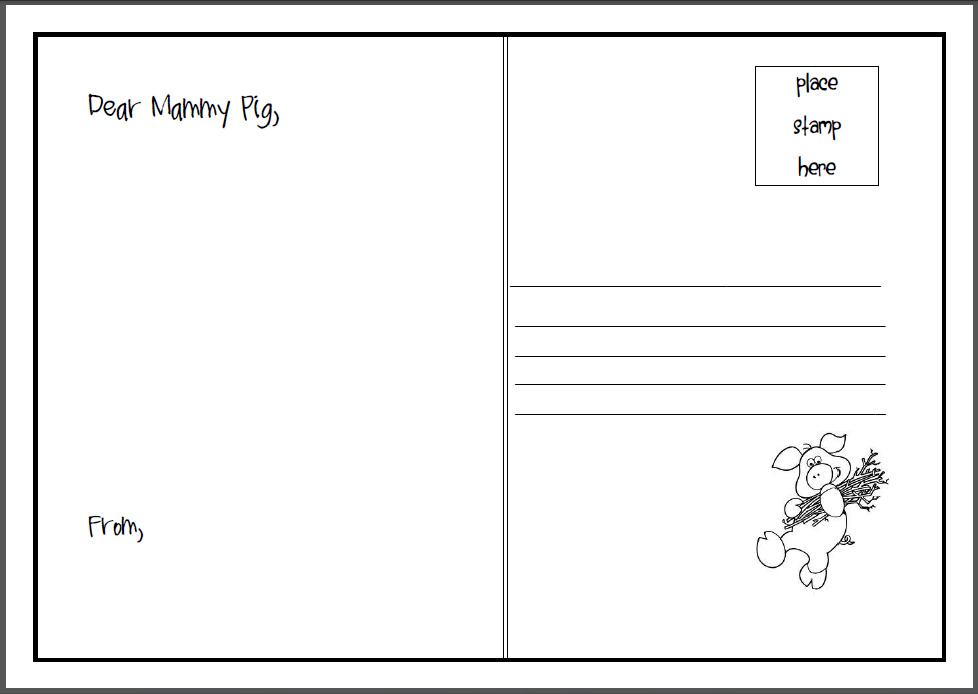 Dear Mammy Pig,
From,
place
stamp
here